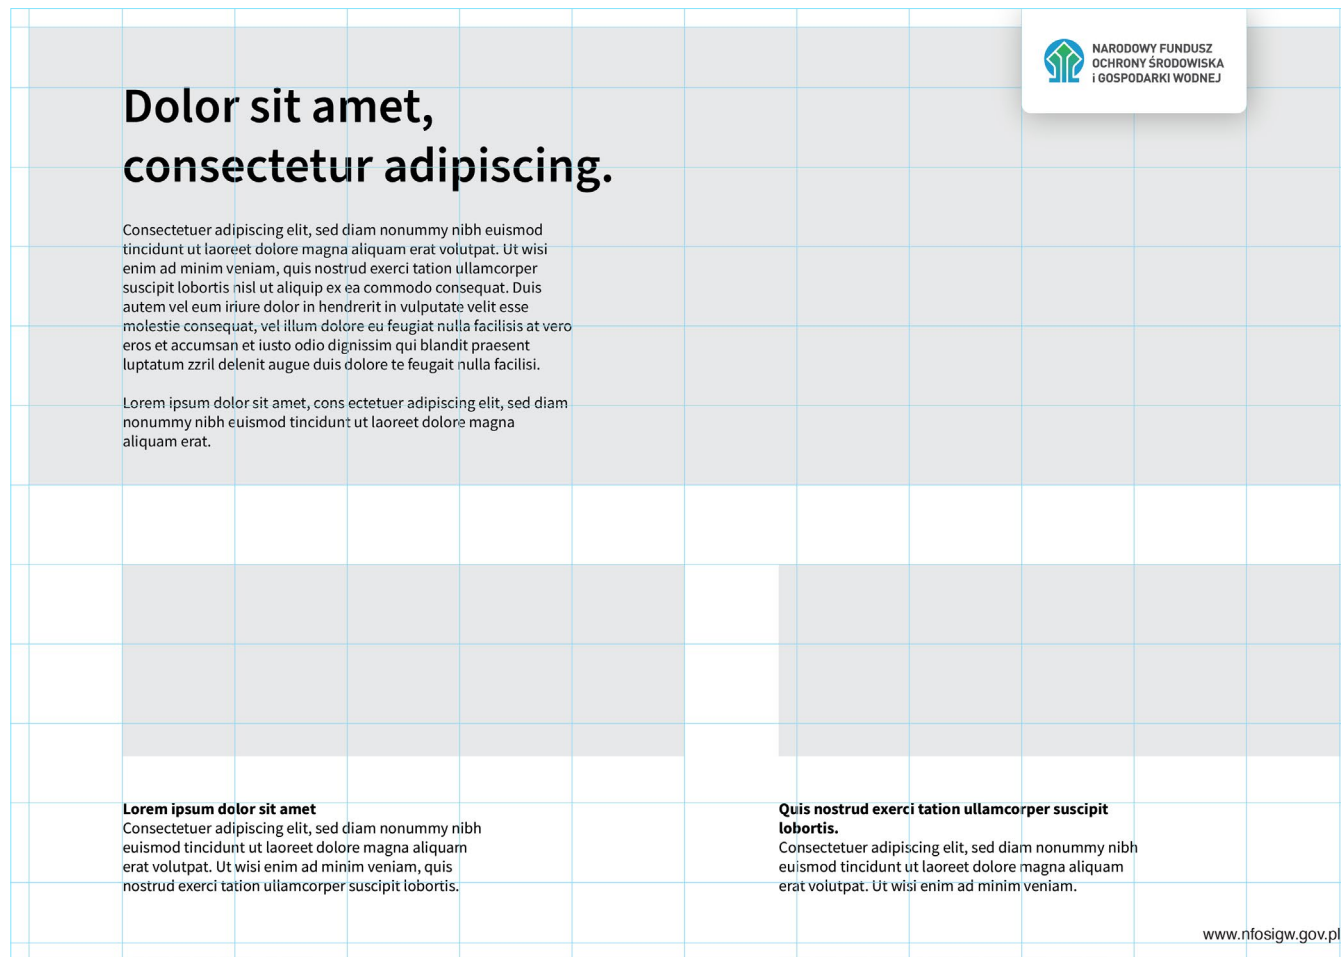 NARODOWY FUNDUSZ
OCHRONY ŚRODOWISKA
i GOSPODARKI WODNEJ
Dolor sit amet,
consectetur adipiscing.
Consectetuer adipiscing elit, sed diam nonummy nibh euismod
tincidunt ut laoreet dolore magna aliquam erat volutpat. Ut wisi
enim ad minim veniam, quis nostrud exerci tation ullamcorper
suscipit lobortis nisl ut aliquip ex ea commodo consequat. Duis
autem vel eum iriure dolor in hendrerit in vulputate velit esse
molestie consequat, vel illum dolore eu feugiat nulla facilisis at vero
eros et accumsan et iusto odio dignissim qui blandit praesent
luptatum zzril delenit augue duis dolore te feugait nulla facilisi.
Lorem ipsum dolor sit amet, cons ectetuer adipiscing elit, sed diam
nonummy nibh euismod tincidunt ut laoreet dolore magna
aliquam erat.
Lorem ipsum dolor sit amet
Consectetuer adipiscing elit, sed diam nonummy nibh
euismod tincidunt ut laoreet dolore magna aliquam
erat volutpat. Ut wisi enim ad minim veniam, quis
nostrud exerci tation ullamcorper suscipit lobortis.
Quis nostrud exerci tation ullamcorper suscipit
lobortis.
Consectetuer adipiscing elit, sed diam nonummy nibh
euismod tincidunt ut laoreet dolore magna aliquam
erat volutpat. Ut wisi enim ad minim veniam.
www.nfosigw.gov.pl